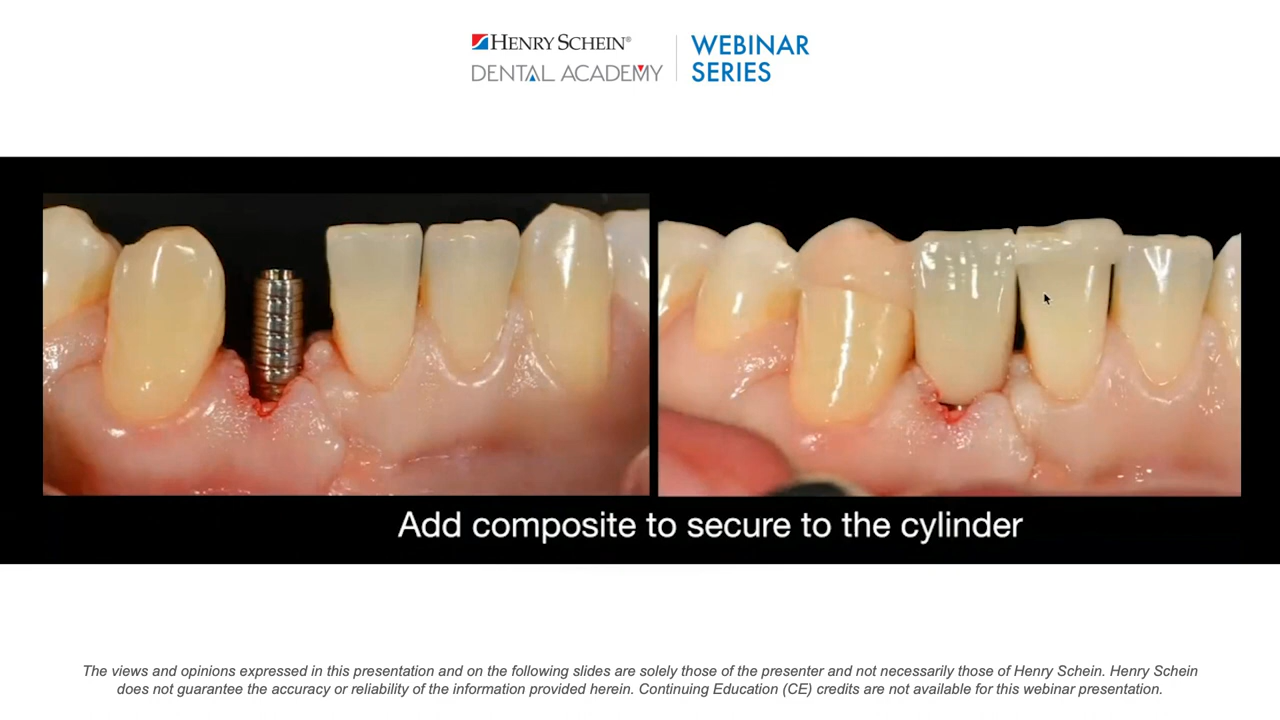 HENRY SCHEIN®
DENTAL ACADEMY
WEBINAR
SERIES
Add composite to secure to the cylinder
The views and opinions expressed in this presentation and on the following slides are solely those of the presenter and not necessarily those of Henry Schein. Henry Schein
does not guarantee the accuracy or reliability of the information provided herein. Continuing Education (CE) credits are not available for this webinar presentation.